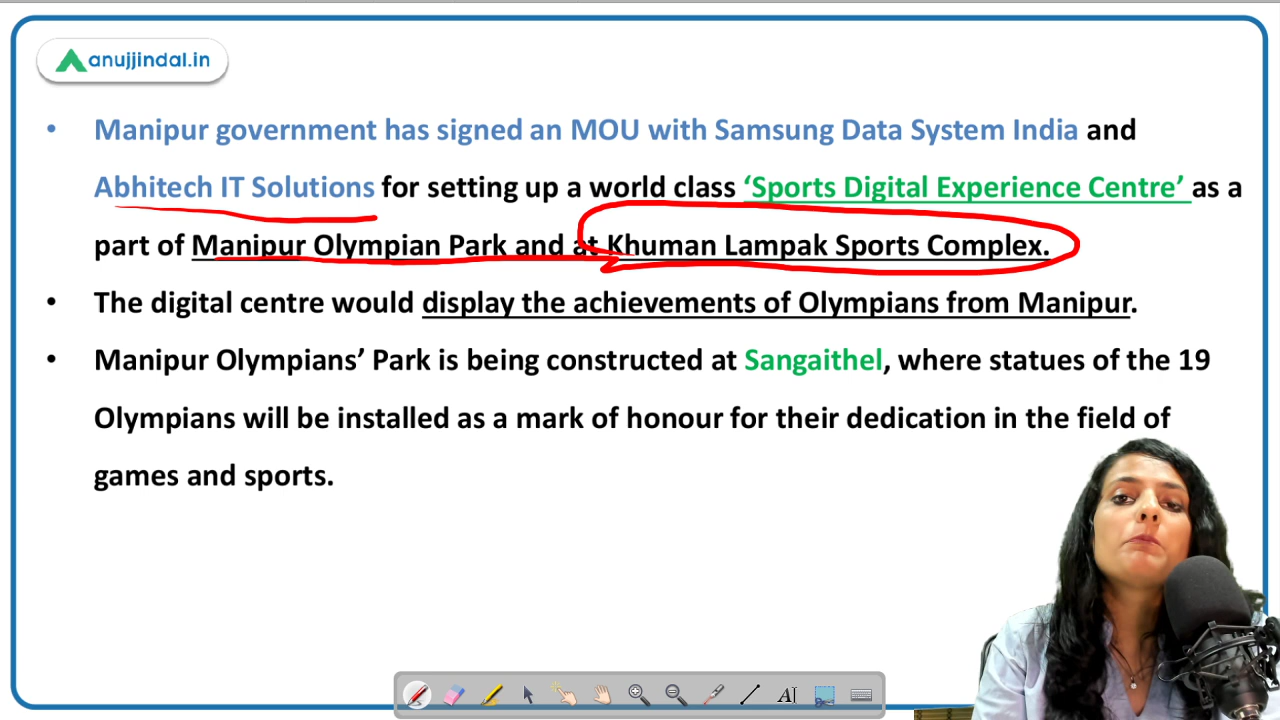 anujjindal.in
• Manipur government has signed an MOU with Samsung Data System India and
Abhitech IT Solutions for setting up a world class ‘Sports Digital Experience Centre’ as a
part of Manipur Olympian Park and at Khuman Lampak Sports Complex.
• The digital centre would display the achievements of Olympians from Manipur.
• Manipur Olympians’ Park is being constructed at Sangaithel, where statues of the 19
Olympians will be installed as a mark of honour for their dedication in the field of
games and sports.
AI